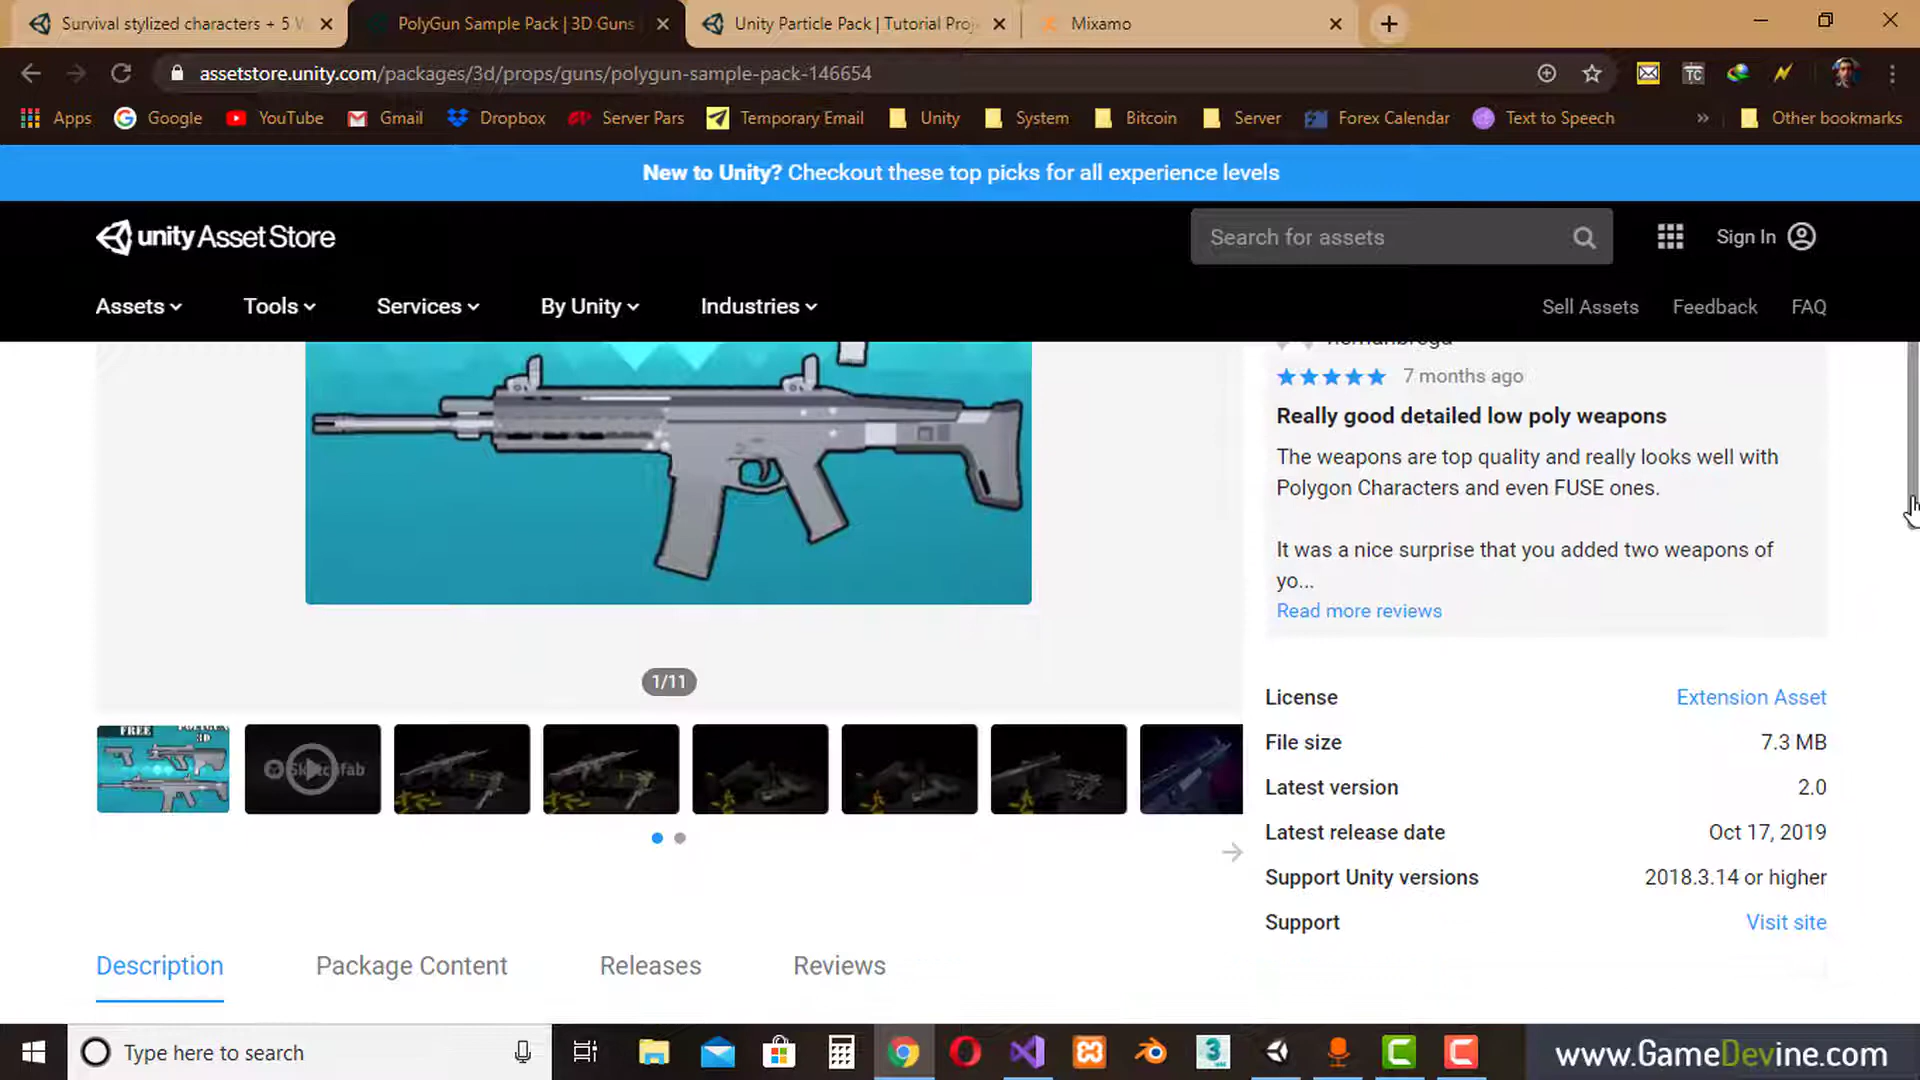 Survival stylized characters + 5 W
PolyGun Sample Pack | 3D Guns
Unity Particle Pack | Tutorial Proj
Mixamo
assetstore.unity.com/packages/3d/props/guns/polygun-sample-pack-146654
TC
Apps
Google
YouTube
Gmail
Dropbox
Server Pars
Temporary Email
Unity
System
Bitcoin
Server
Forex Calendar
Text to Speech
Other bookmarks
New to Unity? Checkout these top picks for all experience levels
unity Asset Store
Search for assets
Sign In
Assets
Tools
Services
By Unity
Industries
Sell Assets
Feedback
FAQ
7 months ago
Really good detailed low poly weapons
The weapons are top quality and really looks well with
Polygon Characters and even FUSE ones.
It was a nice surprise that you added two weapons of
yo...
Read more reviews
1/11
FREE
3D
Sketchfab
License
Extension Asset
File size
7.3 MB
Latest version
2.0
Latest release date
Oct 17, 2019
Support Unity versions
2018.3.14 or higher
Support
Visit site
Description
Package Content
Releases
Reviews
Type here to search
www.GameDevine.com